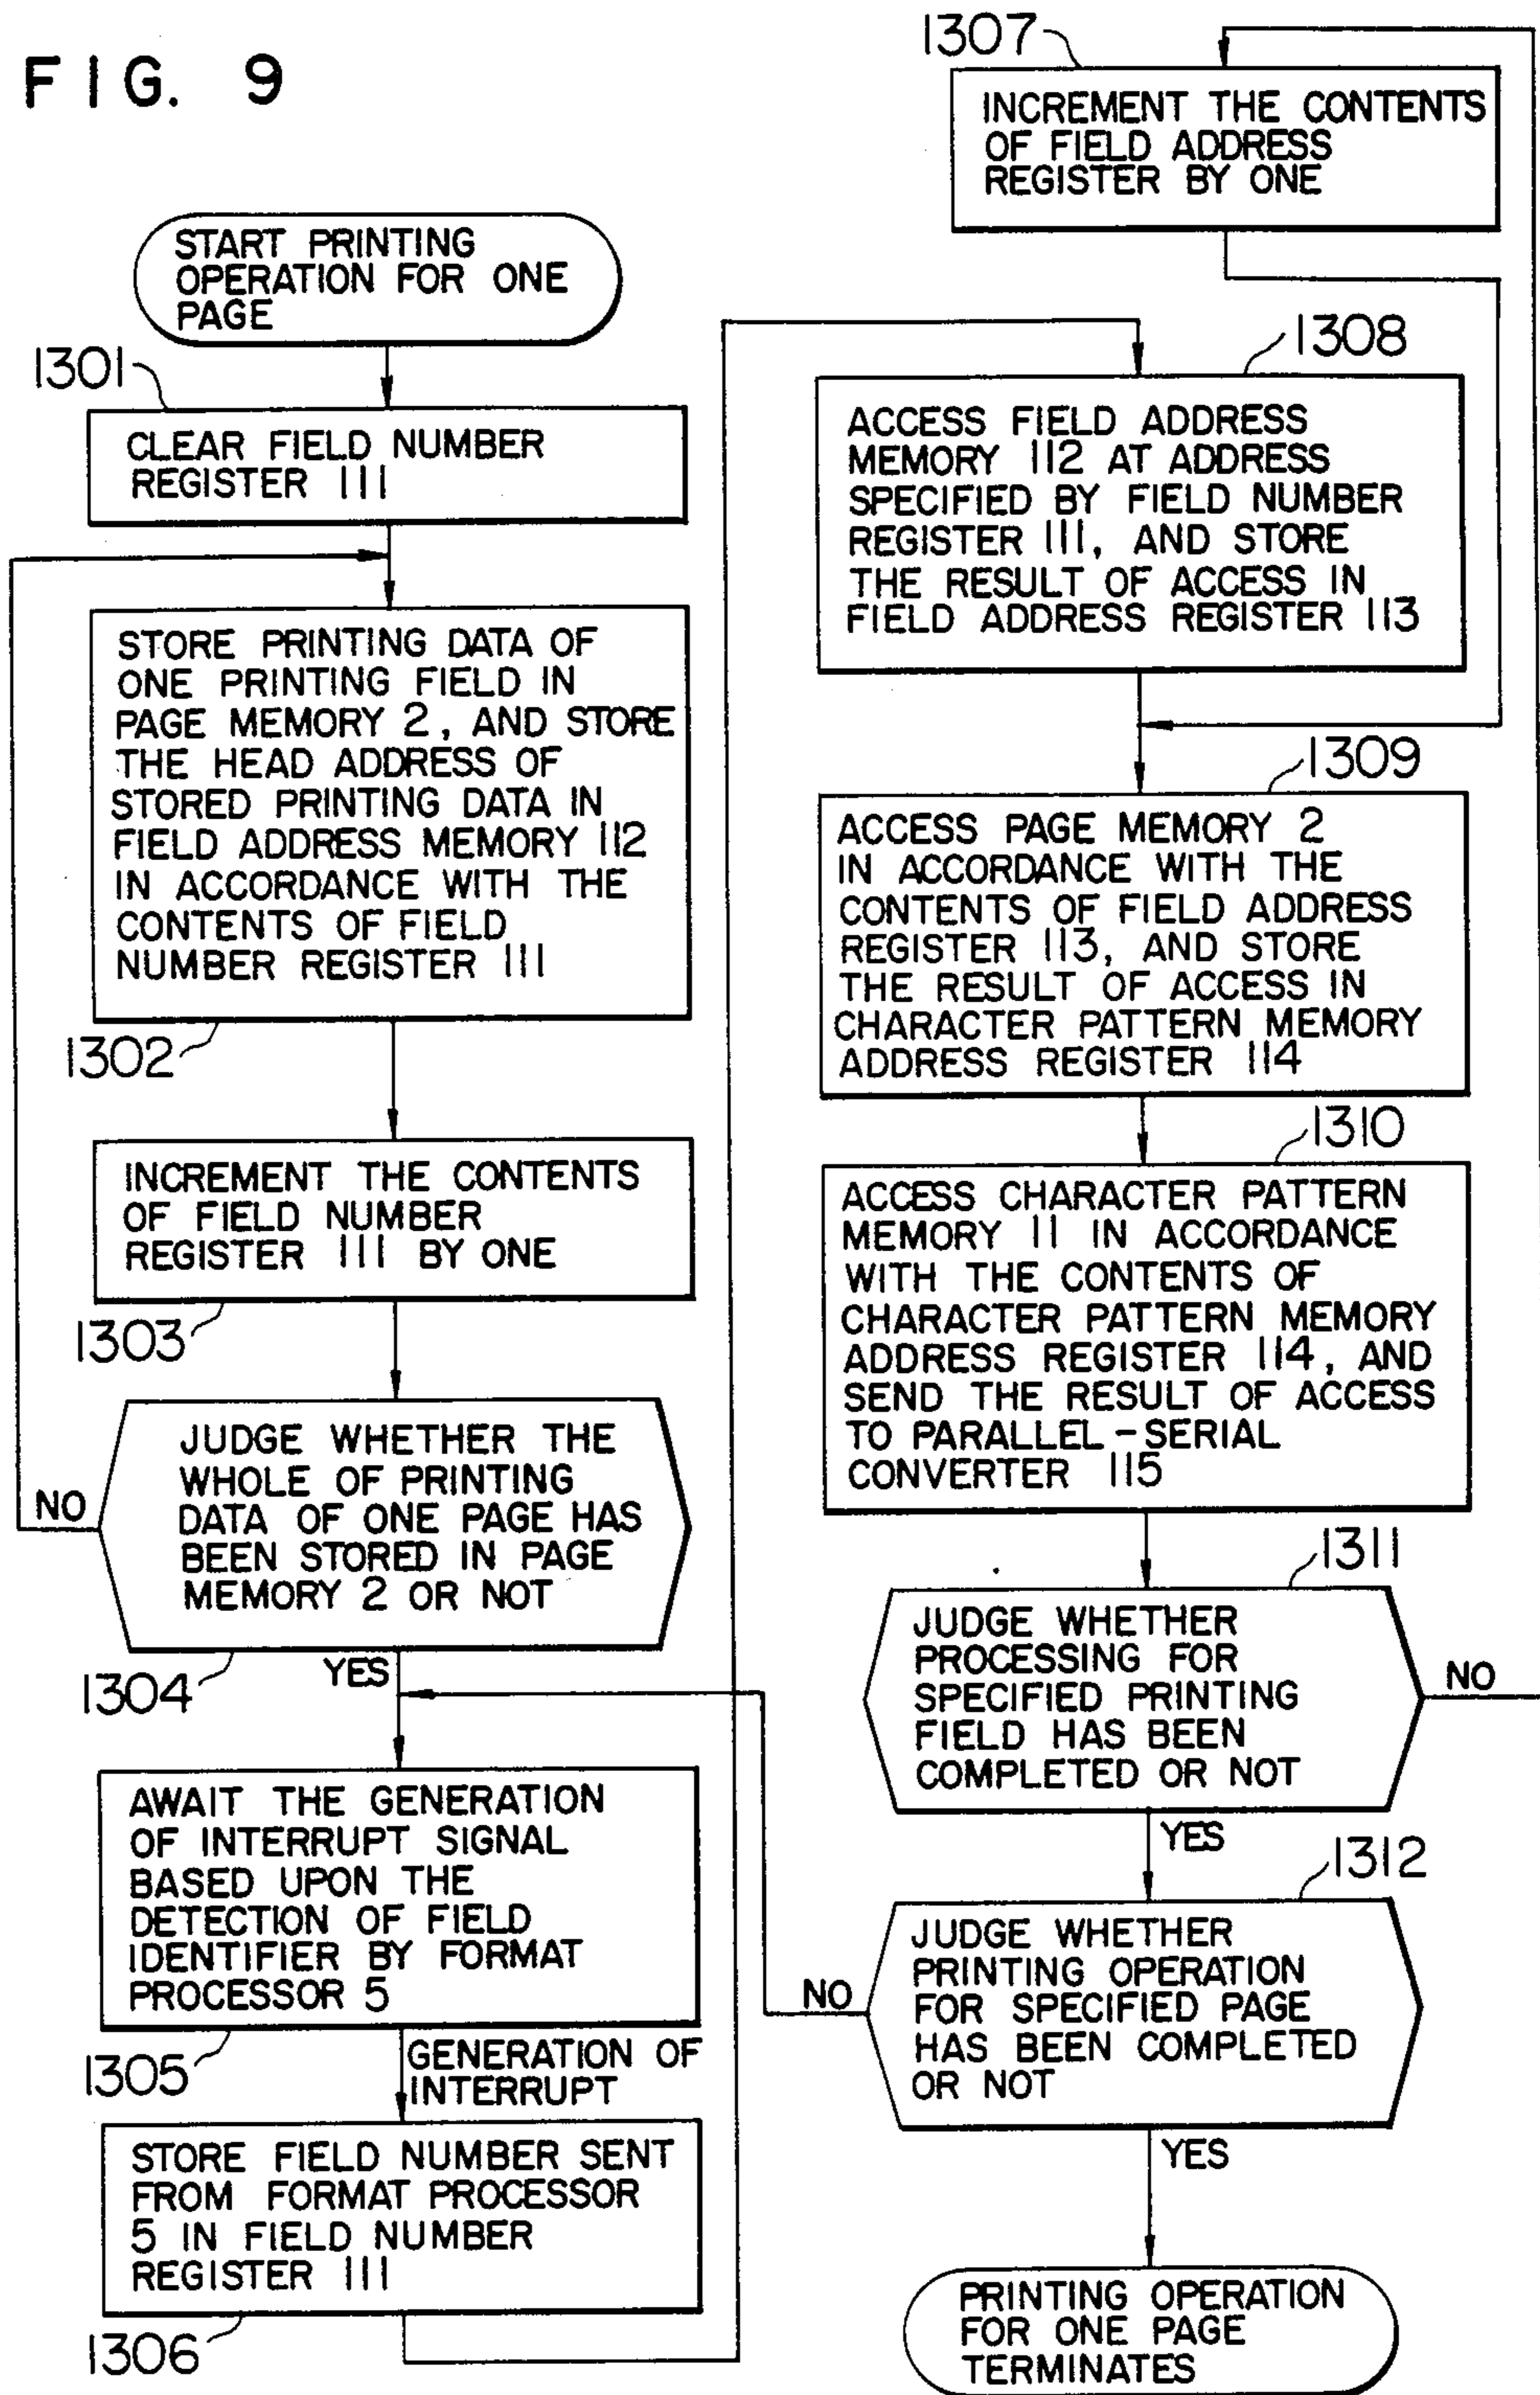 FIG. 9
START PRINTING
OPERATION FOR ONE
PAGE
1301
CLEAR FIELD NUMBER
REGISTER 111
STORE PRINTING DATA OF
ONE PRINTING FIELD IN
PAGE MEMORY 2, AND STORE
THE HEAD ADDRESS OF
STORED PRINTING DATA IN
FIELD ADDRESS MEMORY 112
IN ACCORDANCE WITH THE
CONTENTS OF FIELD
NUMBER REGISTER 111
1302
INCREMENT THE CONTENTS
OF FIELD NUMBER
REGISTER 111 BY ONE
1303
JUDGE WHETHER THE
WHOLE OF PRINTING
DATA OF ONE PAGE HAS
BEEN STORED IN PAGE
MEMORY 2 OR NOT
NO
1304
YES
AWAIT THE GENERATION
OF INTERRUPT SIGNAL
BASED UPON THE
DETECTION OF FIELD
IDENTIFIER BY FORMAT
PROCESSOR 5
1305
GENERATION OF
INTERRUPT
STORE FIELD NUMBER SENT
FROM FORMAT PROCESSOR
5 IN FIELD NUMBER
REGISTER 111
1306
1307
INCREMENT THE CONTENTS
OF FIELD ADDRESS
REGISTER BY ONE
1308
ACCESS FIELD ADDRESS
MEMORY 112 AT ADDRESS
SPECIFIED BY FIELD NUMBER
REGISTER 111, AND STORE
THE RESULT OF ACCESS IN
FIELD ADDRESS REGISTER 113
1309
ACCESS PAGE MEMORY 2
IN ACCORDANCE WITH THE
CONTENTS OF FIELD ADDRESS
REGISTER 113, AND STORE
THE RESULT OF ACCESS IN
CHARACTER PATTERN MEMORY
ADDRESS REGISTER 114
1310
ACCESS CHARACTER PATTERN
MEMORY 11 IN ACCORDANCE
WITH THE CONTENTS OF
CHARACTER PATTERN MEMORY
ADDRESS REGISTER 114, AND
SEND THE RESULT OF ACCESS
TO PARALLEL-SERIAL
CONVERTER 115
1311
JUDGE WHETHER
PROCESSING FOR
SPECIFIED PRINTING
FIELD HAS BEEN
COMPLETED OR NOT
NO
YES
1312
JUDGE WHETHER
PRINTING OPERATION
FOR SPECIFIED PAGE
HAS BEEN COMPLETED
OR NOT
NO
YES
PRINTING OPERATION
FOR ONE PAGE
TERMINATES